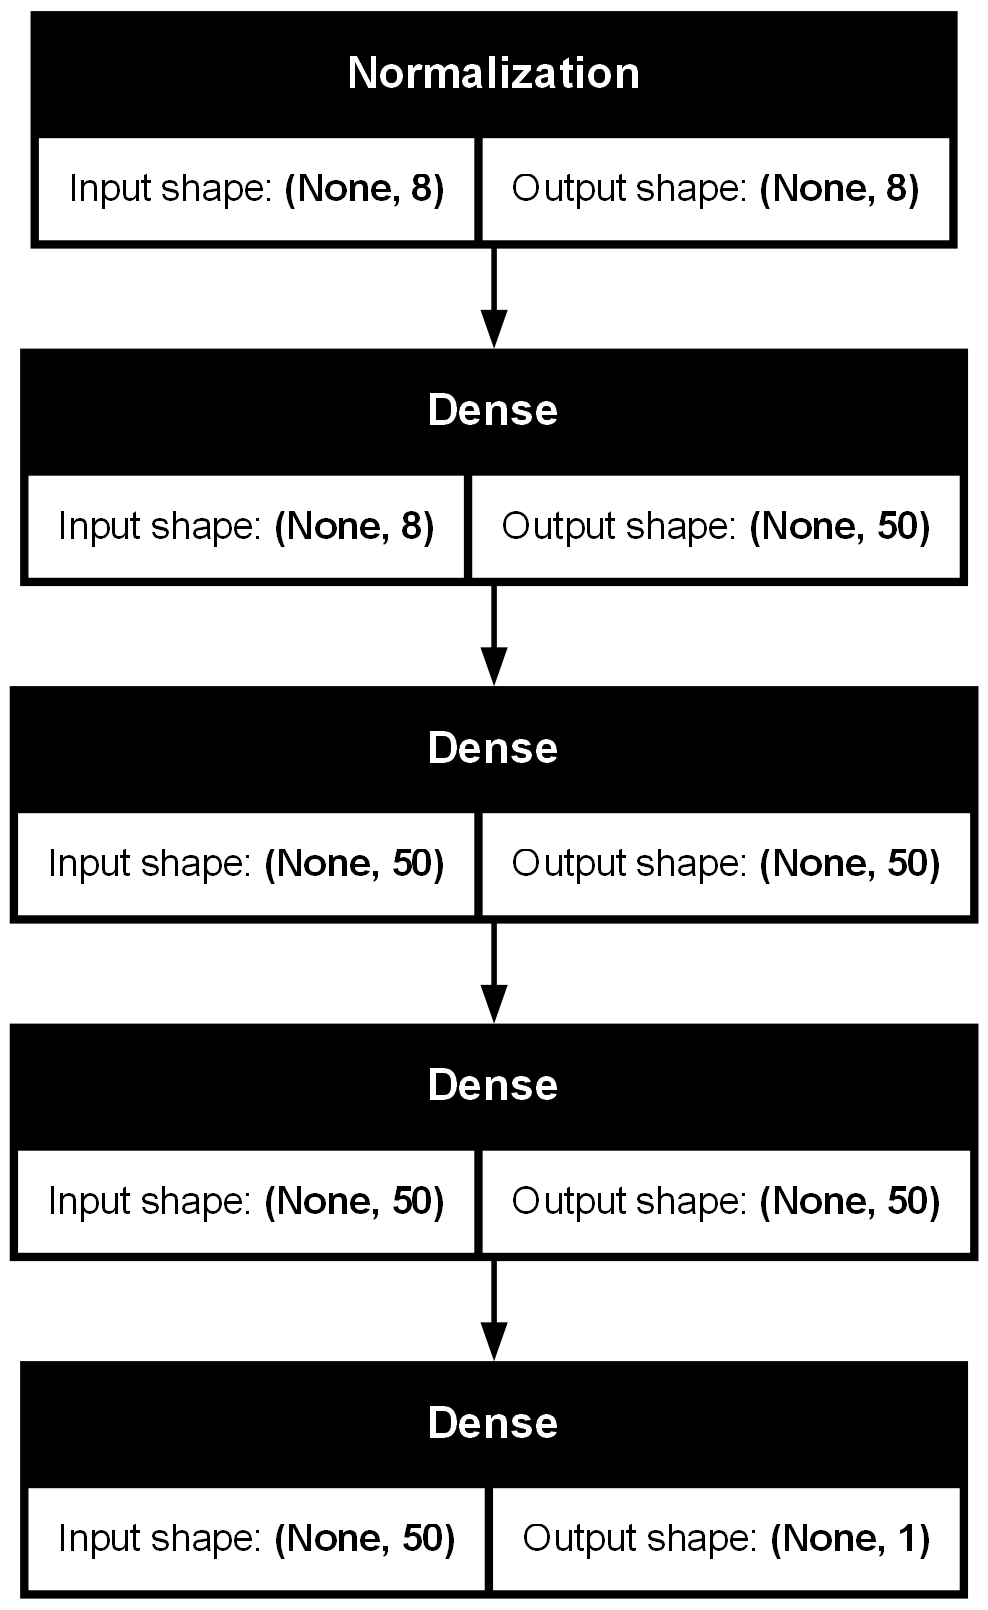 Normalization
Input shape: (None, 8) Output shape: (None, 8)
Dense
Input shape: (None, 8) Output shape: (None, 50)
Dense
Input shape: (None, 50) Output shape: (None, 50)
Dense
Input shape: (None, 50) Output shape: (None, 50)
Dense
Input shape: (None, 50) Output shape: (None, 1)